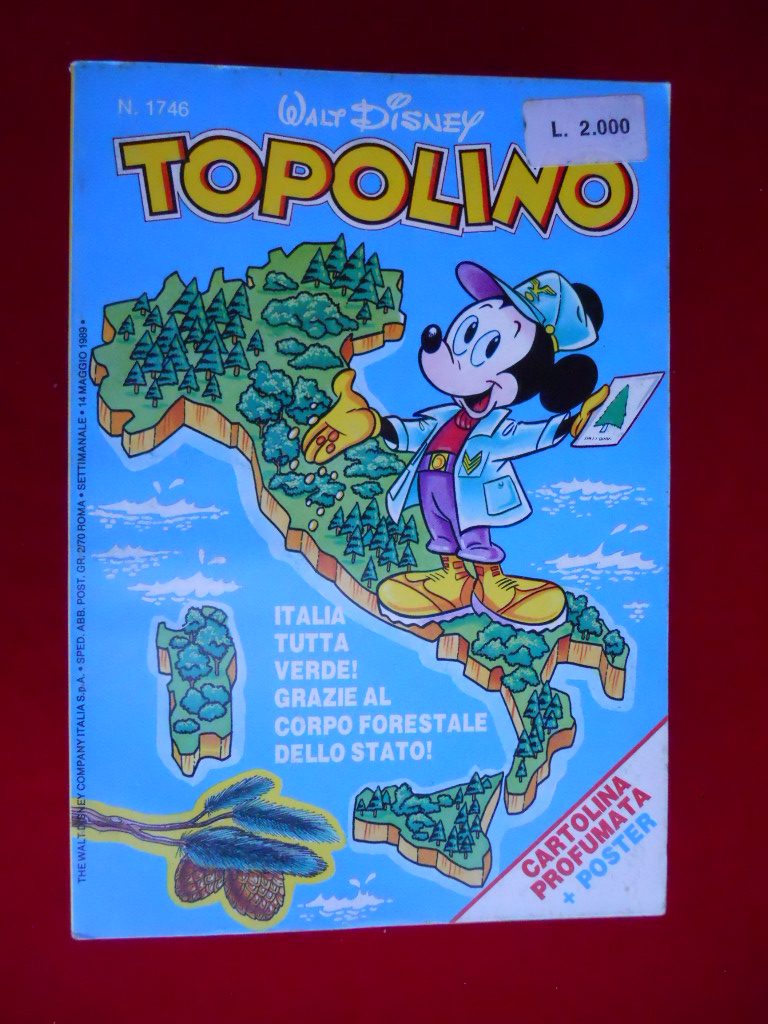 N. 1746
WALT DISNEY
L. 2.000
TOPOLINO
ITALIA
TUTTA
VERDE!
GRAZIE AL
CORPO FORESTALE
DELLO STATO!
THE WALT DISNEY COMPANY ITALIA S.p.A. • SPED. ABB. POST. GR. 2/70 ROMA • SETTIMANALE • 14 MAGGIO 1989 •
CARTOLINA
PROFUMATA
+ POSTER